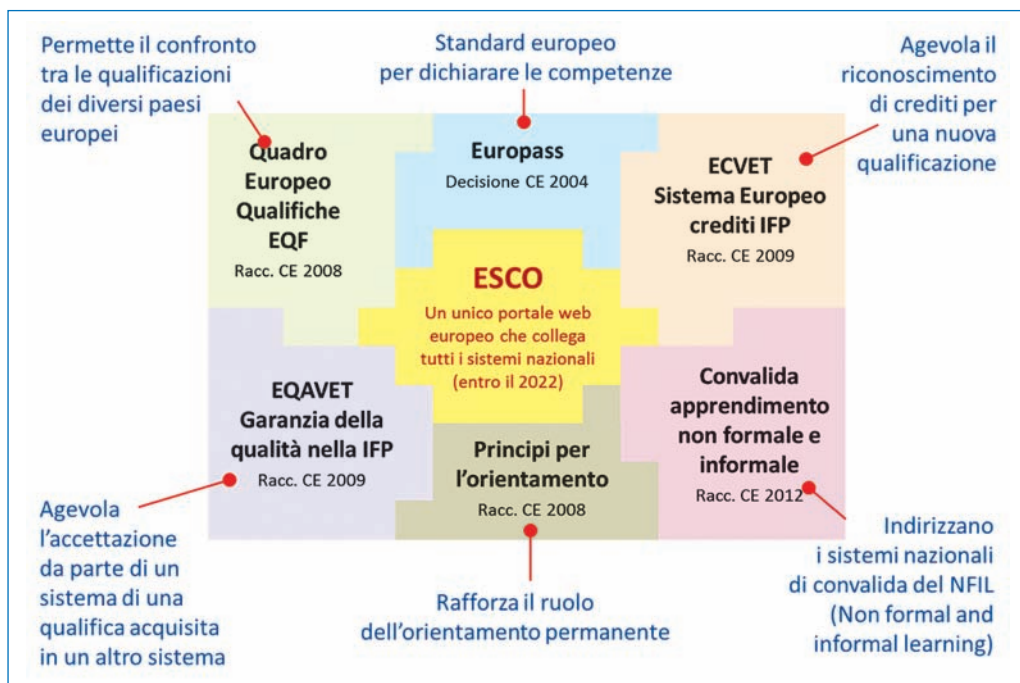 Permette il confronto
tra le qualificazioni
dei diversi paesi
europei
Standard europeo
per dichiarare le competenze
Agevola il
riconoscimento
di crediti per
una nuova
qualificazione
Quadro
Europeo
Qualifiche
EQF
Racc. CE 2008
Europass
Decisione CE 2004
ECVET
Sistema Europeo
crediti IFP
Racc. CE 2009
ESCO
Un unico portale web
europeo che collega
tutti i sistemi nazionali
(entro il 2022)
EQAVET
Garanzia della
qualità nella IFP
Racc. CE 2009
Principi per
l'orientamento
Racc. CE 2008
Convalida
apprendimento
non formale e
informale
Racc. CE 2012
Agevola
l'accettazione
da parte di un
sistema di una
qualifica acquisita
in un altro sistema
Rafforza il ruolo
dell'orientamento permanente
Indirizzano
i sistemi nazionali
di convalida del NFIL
(Non formal and
informal learning)